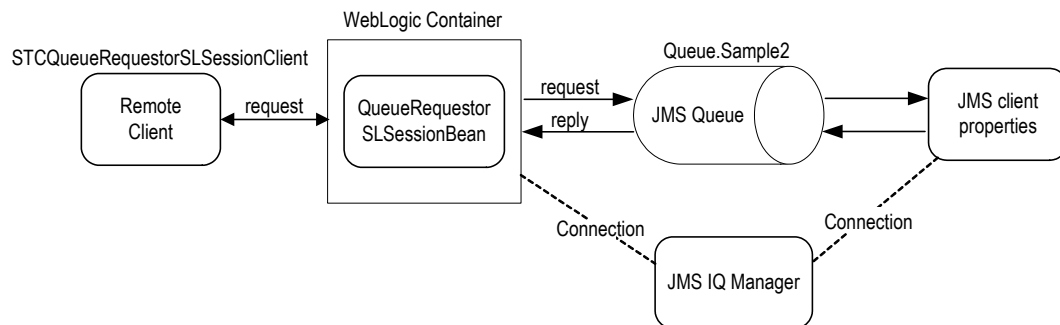 WebLogic Container
STCQueueRequestorSLSessionClient
Queue.Sample2
Remote
Client
request
QueueRequestor
SLSessionBean
request
reply
JMS Queue
JMS client
properties
Connection
Connection
JMS IQ Manager